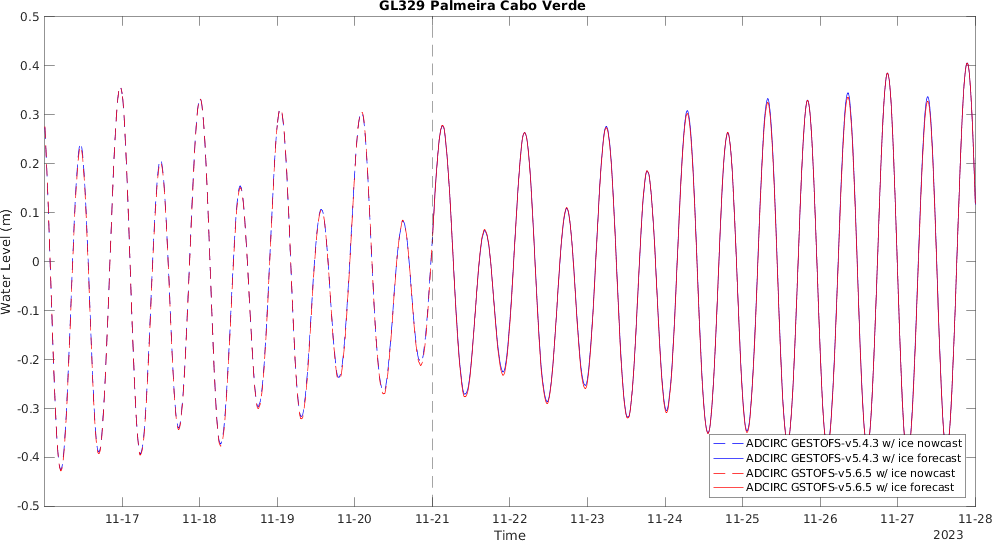 GL329 Palmeira Cabo Verde
0.5
0.4
0.3
0.2
0.1
0
-0.1
-0.2
-0.3
-0.4
-0.5
Water Level (m)
ADCIRC GESTOFS-v5.4.3 w/ ice nowcast
ADCIRC GESTOFS-v5.4.3 w/ ice forecast
ADCIRC GSTOFS-v5.6.5 w/ ice nowcast
ADCIRC GSTOFS-v5.6.5 w/ ice forecast
11-17 11-18 11-19 11-20 11-21 11-22 11-23 11-24 11-25 11-26 11-27 11-28
Time
2023